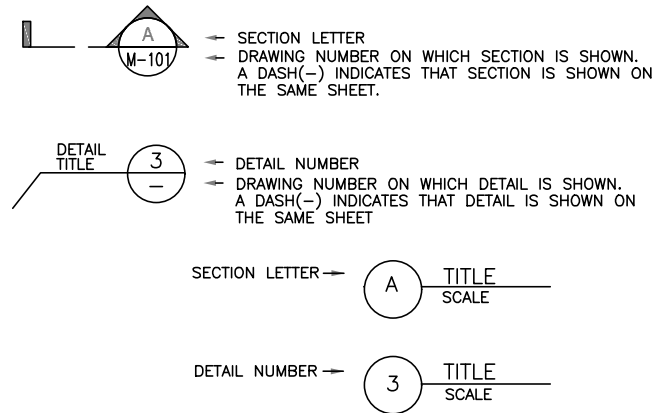 A
M-101
SECTION LETTER
DRAWING NUMBER ON WHICH SECTION IS SHOWN.
A DASH(-) INDICATES THAT SECTION IS SHOWN ON
THE SAME SHEET.
DETAIL
TITLE
3
-
DETAIL NUMBER
DRAWING NUMBER ON WHICH DETAIL IS SHOWN.
A DASH(-) INDICATES THAT DETAIL IS SHOWN ON
THE SAME SHEET
SECTION LETTER
A
TITLE
SCALE
DETAIL NUMBER
3
TITLE
SCALE